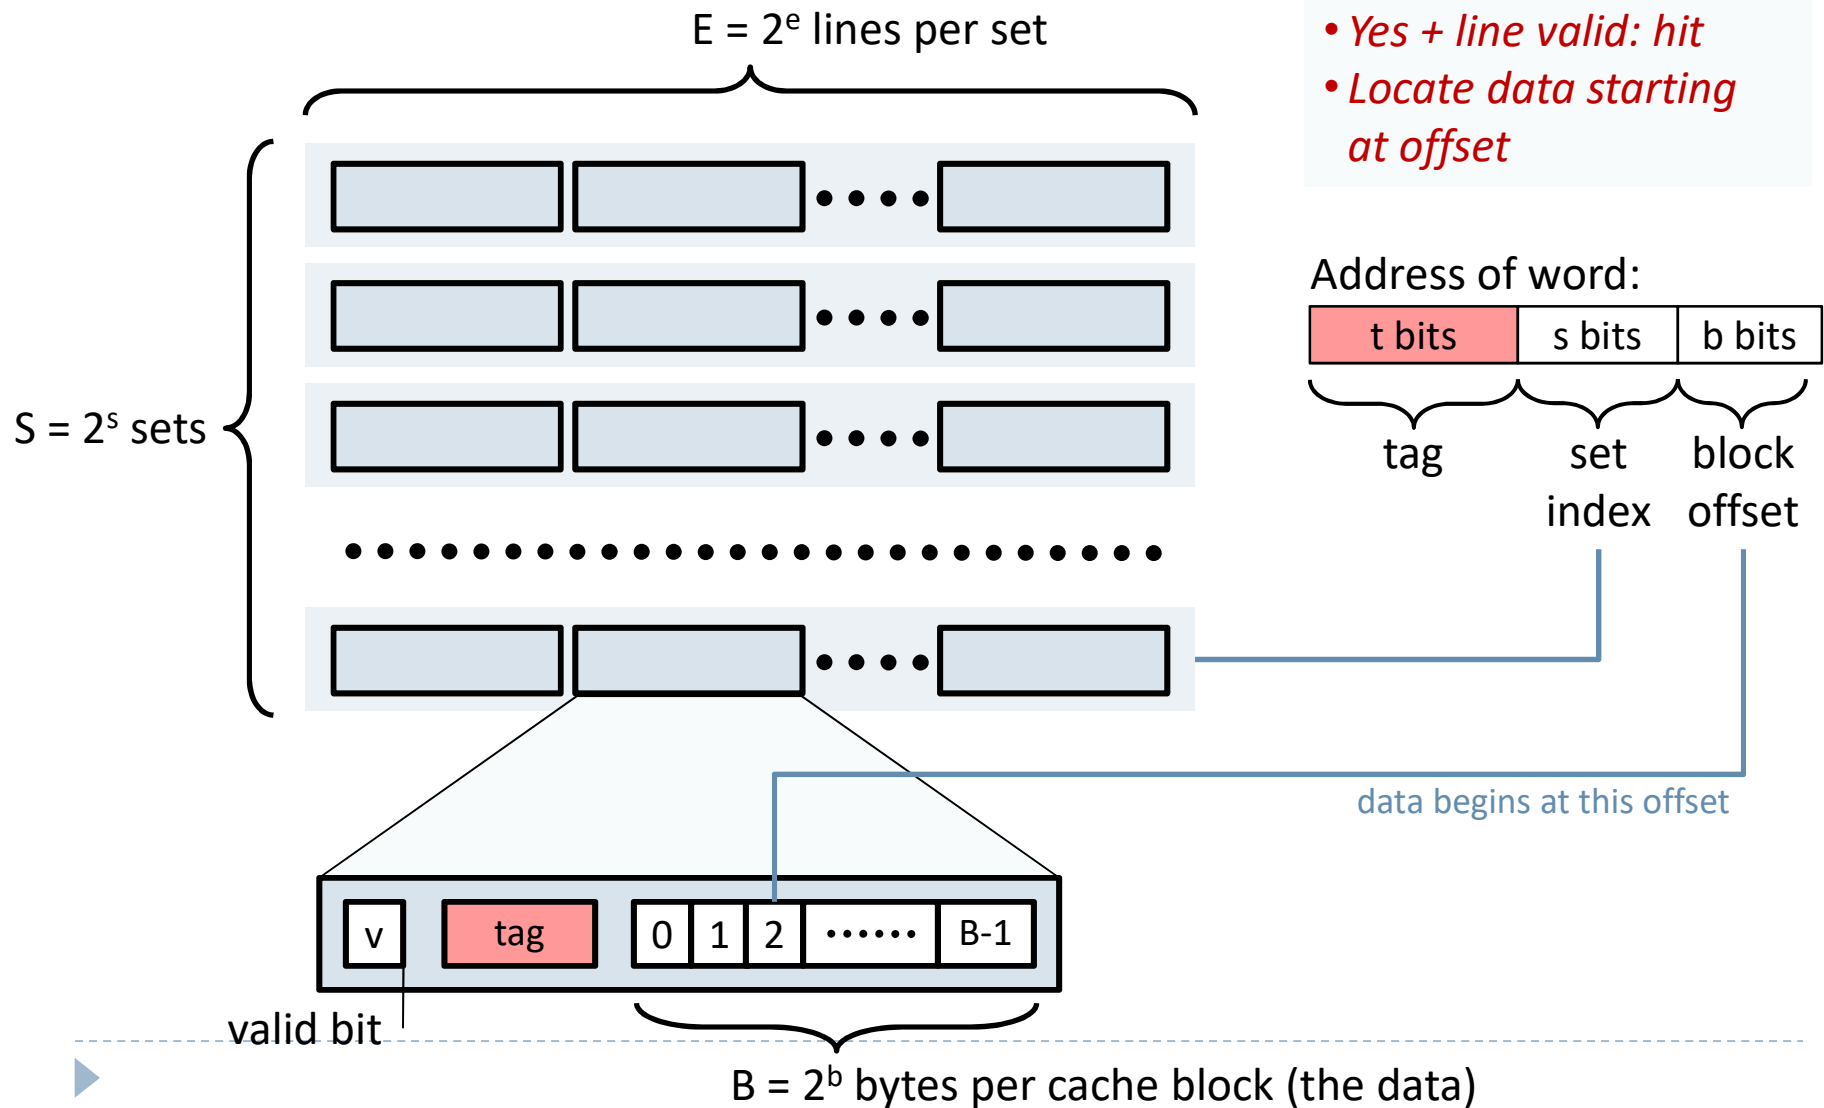 E = 2ᵉ lines per set
• Yes + line valid: hit
• Locate data starting
at offset
Address of word:
t bits s bits b bits
tag set block
index offset
S = 2ˢ sets
data begins at this offset
v tag 0 1 2 •••••• B-1
valid bit
B = 2ᵇ bytes per cache block (the data)